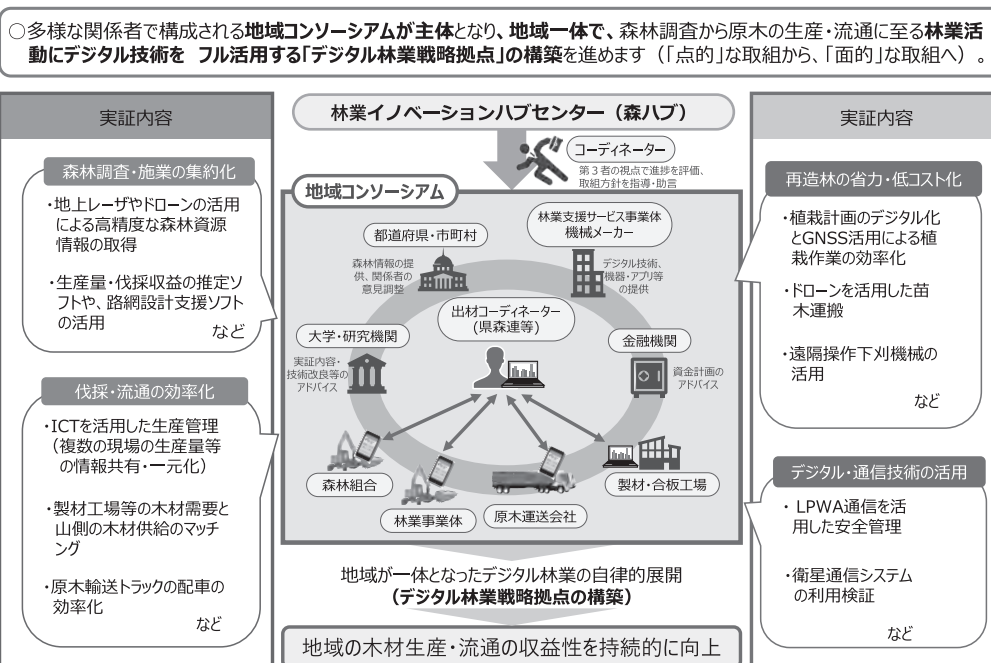 ○多様な関係者で構成される地域コンソーシアムが主体となり、地域一体で、森林調査から原木の生産・流通に至る林業活
動にデジタル技術を フル活用する「デジタル林業戦略拠点」の構築を進めます（「点的」な取組から、「面的」な取組へ）。
実証内容
森林調査・施業の集約化
・地上レーザやドローンの活用
による高精度な森林資源
情報の取得
・生産量・伐採収益の推定ソ
フトや、路網設計支援ソフト
の活用
など
伐採・流通の効率化
・ICTを活用した生産管理
（複数の現場の生産量等
の情報共有・一元化）
・製材工場等の木材需要と
山側の木材供給のマッチ
ング
・原木輸送トラックの配車の
効率化
など
林業イノベーションハブセンター（森ハブ）
コーディネーター
第３者の視点で進捗を評価、
取組方針を指導・助言
地域コンソーシアム
都道府県・市町村
森林情報の提
供、関係者の
意見調整
林業支援サービス事業体
機械メーカー
デジタル技術、
機器・アプリ等
の提供
出材コーディネーター
(県森連等)
大学・研究機関
実証内容・
技術改良等の
アドバイス
金融機関
資金計画の
アドバイス
森林組合
林業事業体
原木運送会社
製材・合板工場
地域が一体となったデジタル林業の自律的展開
（デジタル林業戦略拠点の構築）
地域の木材生産・流通の収益性を持続的に向上
実証内容
再造林の省力・低コスト化
・植栽計画のデジタル化
とGNSS活用による植
栽作業の効率化
・ドローンを活用した苗
木運搬
・遠隔操作下刈機械の
活用
など
デジタル・通信技術の活用
・ LPWA通信を活
用した安全管理
・衛星通信システム
の利用検証
など